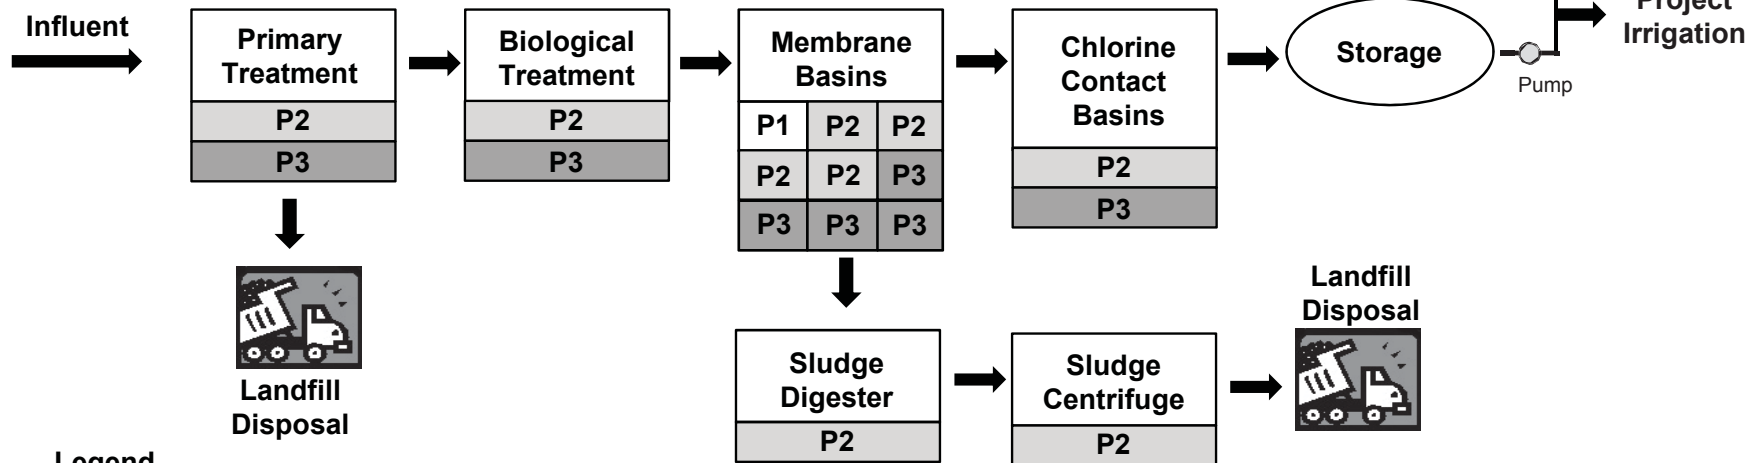 Influent
Primary
Treatment
P2
P3
Biological
Treatment
P2
P3
Membrane
Basins
P1 P2 P2
P2 P2 P3
P3 P3 P3
Chlorine
Contact
Basins
P2
P3
Storage
Pump
Project
Irrigation
Landfill
Disposal
Sludge
Digester
P2
Sludge
Centrifuge
P2
Landfill
Disposal
Legend